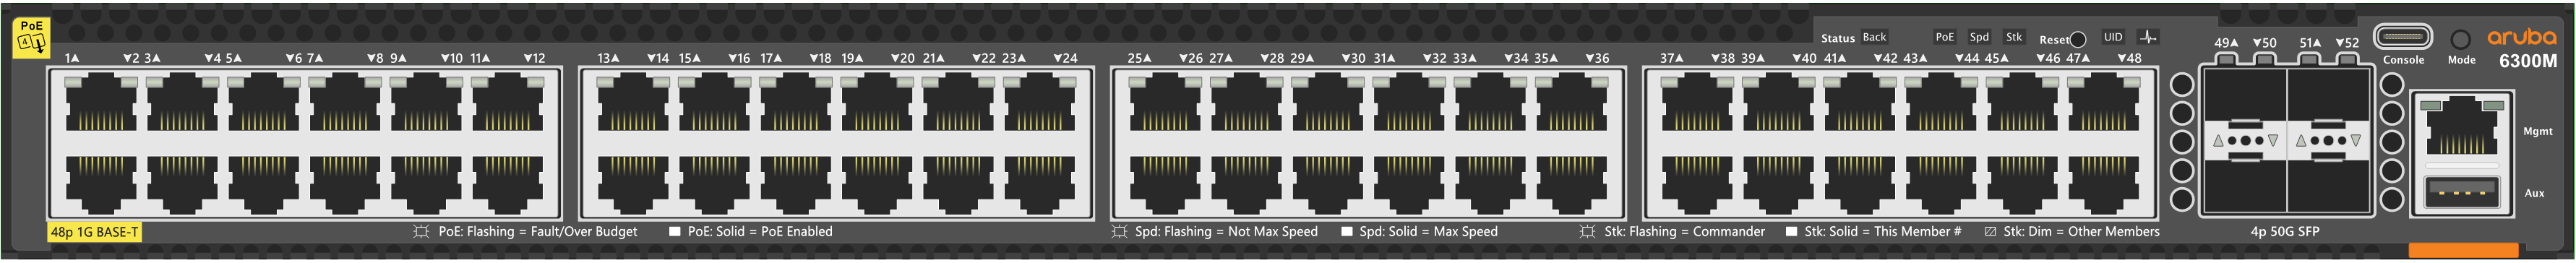 PoE
4
Status Back PoE Spd Stk Reset UID
49▲ ▼50 51▲ ▼52
aruba
6300M
Console Mode
1▲ ▼2 3▲ ▼4 5▲ ▼6 7▲ ▼8 9▲ ▼10 11▲ ▼12 13▲ ▼14 15▲ ▼16 17▲ ▼18 19▲ ▼20 21▲ ▼22 23▲ ▼24 25▲ ▼26 27▲ ▼28 29▲ ▼30 31▲ ▼32 33▲ ▼34 35▲ ▼36 37▲ ▼38 39▲ ▼40 41▲ ▼42 43▲ ▼44 45▲ ▼46 47▲ ▼48
Mgmt
Aux
48p 1G BASE-T
PoE: Flashing = Fault/Over Budget PoE: Solid = PoE Enabled Spd: Flashing = Not Max Speed Spd: Solid = Max Speed Stk: Flashing = Commander Stk: Solid = This Member # Stk: Dim = Other Members
4p 50G SFP